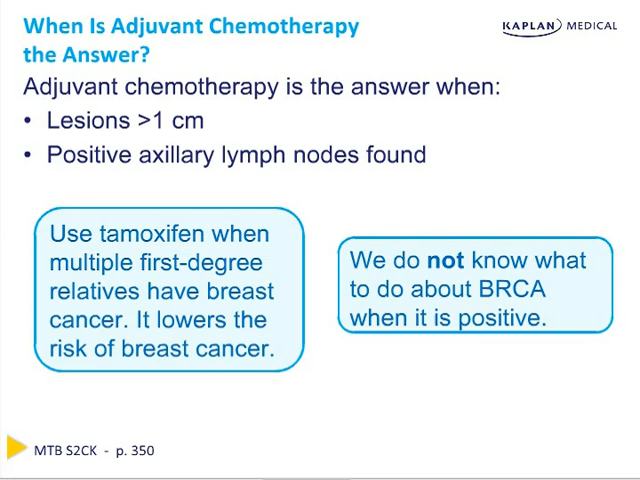 When Is Adjuvant Chemotherapy
the Answer?
KAPLAN MEDICAL
Adjuvant chemotherapy is the answer when:
• Lesions >1 cm
• Positive axillary lymph nodes found
Use tamoxifen when
multiple first-degree
relatives have breast
cancer. It lowers the
risk of breast cancer.
We do not know what
to do about BRCA
when it is positive.
MTB S2CK - p. 350